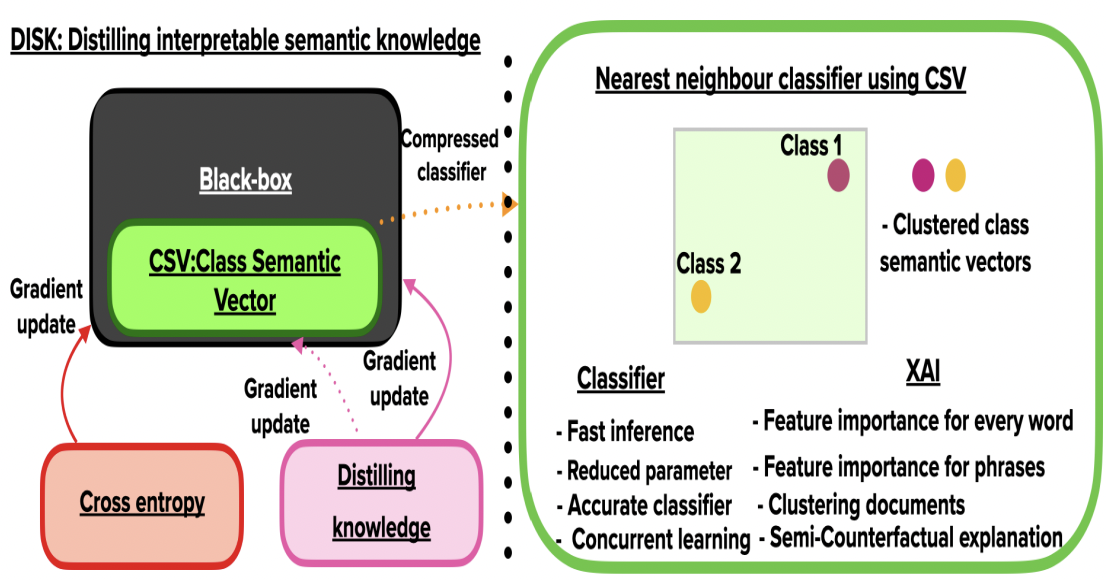 DISK: Distilling interpretable semantic knowledge
Black-box
CSV:Class Semantic
Vector
Gradient
update
Cross entropy
Gradient
update
Gradient
update
Distilling
knowledge
Compressed
classifier
Nearest neighbour classifier using CSV
Class 1
Class 2
- Clustered class
semantic vectors
Classifier
- Fast inference
- Reduced parameter
- Accurate classifier
- Concurrent learning
XAI
- Feature importance for every word
- Feature importance for phrases
- Clustering documents
- Semi-Counterfactual explanation